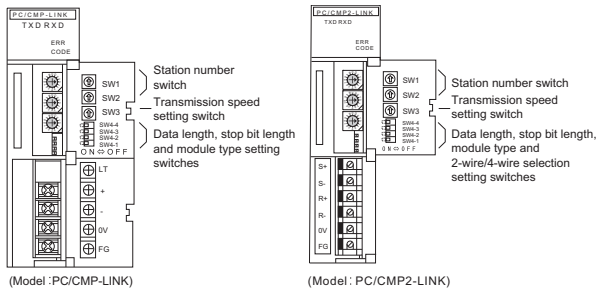 PC/CMP-LINK
TXD RXD
ERR
CODE
SW1
SW2
SW3
SW4-4
SW4-3
SW4-2
SW4-1
ON⇔OFF
LT
+
-
0V
FG
Station number
switch
Transmission speed
setting switch
Data length, stop bit length
and module type setting
switches
(Model :PC/CMP-LINK)
PC/CMP2-LINK
TXD RXD
ERR
CODE
SW1
SW2
SW3
SW4-4
SW4-3
SW4-2
SW4-1
ON⇔OFF
S+
S-
R+
R-
0V
FG
Station number switch
Transmission speed
setting switch
Data length, stop bit length,
module type and
2-wire/4-wire selection
setting switches
(Model : PC/CMP2-LINK)